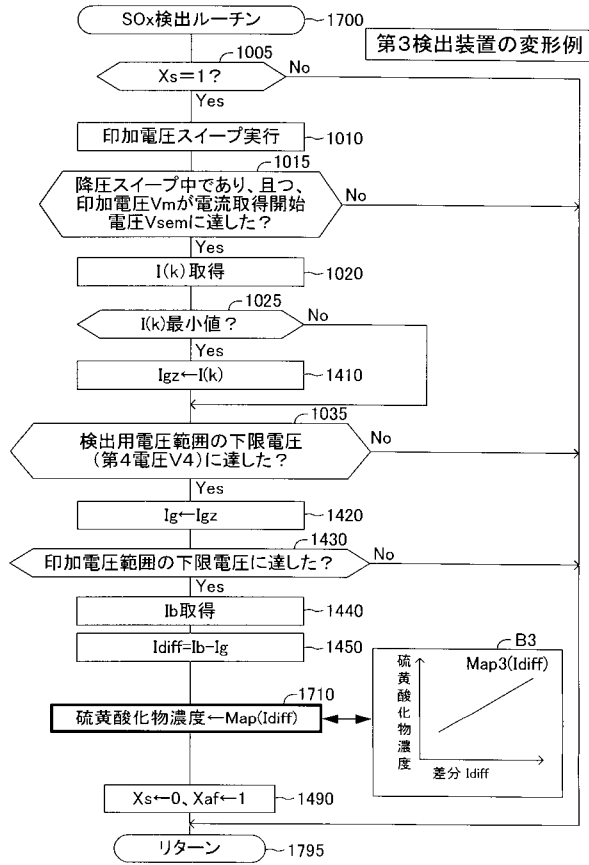 SOx検出ルーチン
1700
第3検出装置の変形例
1005
Xs＝1？
No
Yes
印加電圧スイープ実行
1010
1015
降圧スイープ中であり、且つ、
印加電圧Vmが電流取得開始
電圧Vsemに達した？
No
Yes
I(k)取得
1020
1025
I(k)最小値？
No
Yes
Igz←I(k)
1410
1035
検出用電圧範囲の下限電圧
(第4電圧V4)に達した？
No
Yes
Ig←Igz
1420
1430
印加電圧範囲の下限電圧に達した？
No
Yes
Ib取得
1440
Idiff=Ib-Ig
1450
B3
硫黄酸化物濃度
Map3(Idiff)
差分 Idiff
1710
硫黄酸化物濃度←Map(Idiff)
Xs←0、Xaf←1
1490
リターン
1795